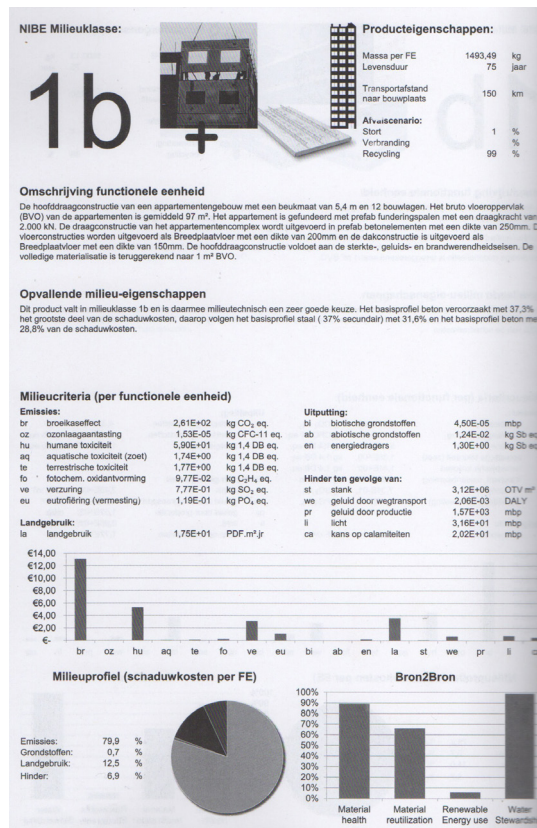 NIBE Milieuklasse:
1b
Producteigenschappen:
Massa per FE 1493,49 kg
Levensduur 75 jaar
Transportafstand
naar bouwplaats 150 km
Afvalscenario:
Stort 1 %
Verbranding %
Recycling 99 %
Omschrijving functionele eenheid
De hoofddraagconstructie van een appartementengebouw met een beukmaat van 5,4 m en 12 bouwlagen. Het bruto vloeroppervlak
(BVO) van de appartementen is gemiddeld 97 m². Het appartement is gefundeerd met prefab funderingspalen met een draagkracht van
2.000 kN. De draagconstructie van het appartementencomplex wordt uitgevoerd in prefab betonelementen met een dikte van 250mm.
vloerconstructies worden uitgevoerd als Breedplaatvloer met een dikte van 200mm en de dakconstructie is uitgevoerd als
Breedplaatvloer met een dikte van 150mm. De hoofddraagconstructie voldoet aan de sterkte-, geluids- en brandwerendheidseisen. De
volledige materialisatie is teruggerekend naar 1 m² BVO.
Opvallende milieu-eigenschappen
Dit product valt in milieuklasse 1b en is daarmee milieutechnisch een zeer goede keuze. Het basisprofiel beton vercorzaakt met 37,3%
het grootste deel van de schaduwkosten, daarop volgen het basisprofiel staal ( 37% secundair) met 31,6% en het basisprofiel beton
28,8% van de schaduwkosten.
Milieucriteria (per functionele eenheid)
Emissies:
br broeikaseffect 2,61E+02 kg CO₂ eq.
oz ozonlaagaantasting 1,53E-05 kg CFC-11 eq.
hu humane toxiciteit 5,90E+01 kg 1,4 DB eq.
aq aquatische toxiciteit (zoet) 1,74E+00 kg 1,4 DB eq.
te terrestrische toxiciteit 1,77E+00 kg 1,4 DB eq.
fo fotochem. oxidantvorming 9,77E-02 kg C₂H₄ eq.
ve verzuring 7,77E-01 kg SO₂ eq.
eu eutrofiëring (vermesting) 1,19E-01 kg PO₄ eq.
Landgebruik:
la landgebruik 1,75E+01 PDF.m².jr
Uitputting:
bi biotische grondstoffen 4,50E-05 mbp
ab abiotische grondstoffen 1,24E-02 kg Sb
en energiedragers 1,30E+00 kg Sb
Hinder ten gevolge van:
st stank 3,12E+06 OTV m³
we geluid door wegtransport 2,06E-03 DALY
pr geluid door productie 1,57E+03 mbp
li licht 3,16E+01 mbp
ca kans op calamiteiten 2,02E+01 mbp
€14,00
€12,00
€10,00
€8,00
€6,00
€4,00
€2,00
€-
br oz hu aq te fo ve eu bi ab en la st we pr li
Milieuprofiel (scnaduwkosten per FE)
Emissies: 79,9 %
Grondstoffen: 0,7 %
Landgebruik: 12,5 %
Hinder: 6,9 %
Bron2Bron
100%
90%
80%
70%
60%
50%
40%
30%
20%
10%
0%
Material Material Renewable Water
health reutilization Energy use